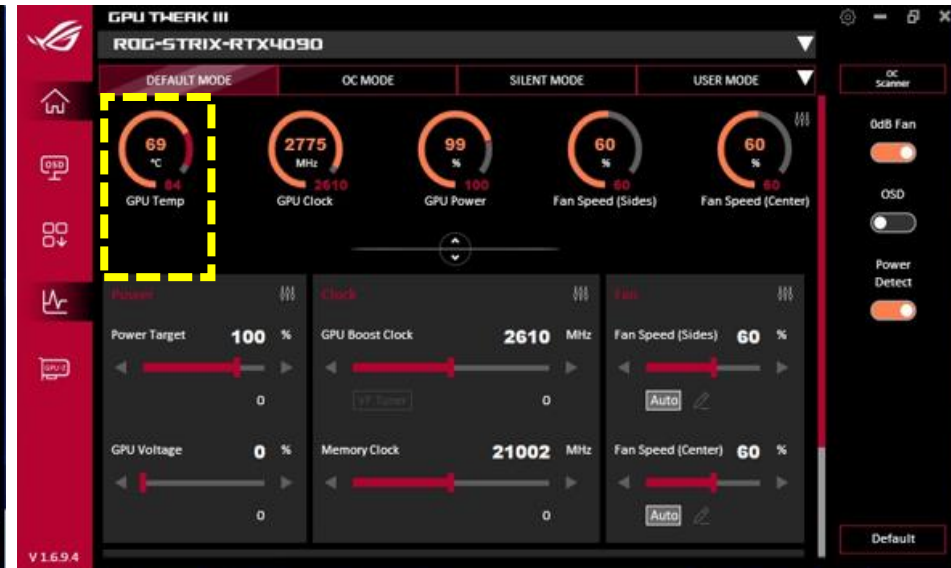 GPU TWEAK III
ROG-STRIX-RTX4090
DEFAULT MODE
OC MODE
SILENT MODE
USER MODE
OC
Scanner
69
°C
84
GPU Temp
2775
MHz
2610
GPU Clock
99
%
100
GPU Power
60
%
60
Fan Speed (Sides)
60
%
60
Fan Speed (Center)
0dB Fan
OSD
Power
Detect
OSD
GPU-Z
Power
Power Target 100 %
0
GPU Voltage 0 %
0
Clock
GPU Boost Clock 2610 MHz
VF Tuner
0
Memory Clock 21002 MHz
0
Fan
Fan Speed (Sides) 60 %
Auto
Fan Speed (Center) 60 %
Auto
Default
V 1.6.9.4